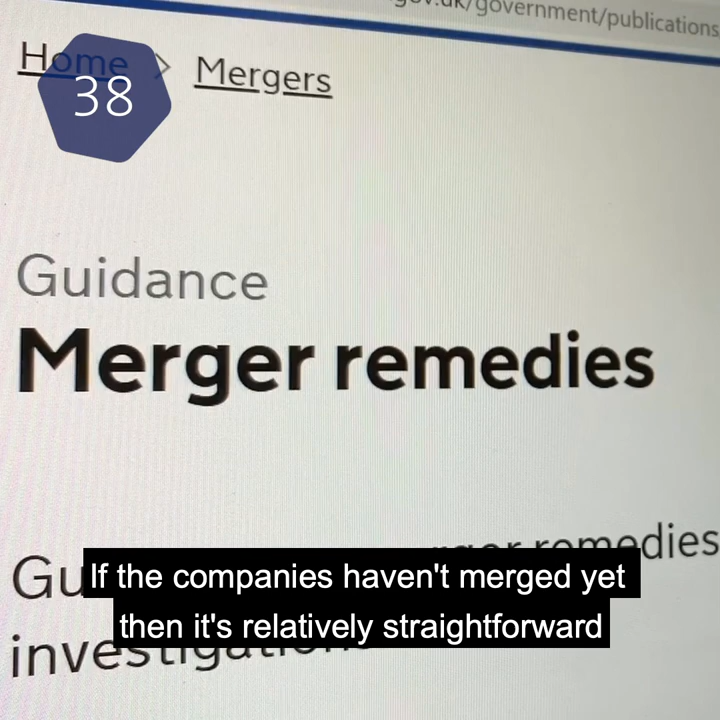 gov.uk/government/publications
Home > Mergers
38
Guidance
Merger remedies
remedies
If the companies haven't merged yet
then it's relatively straightforward